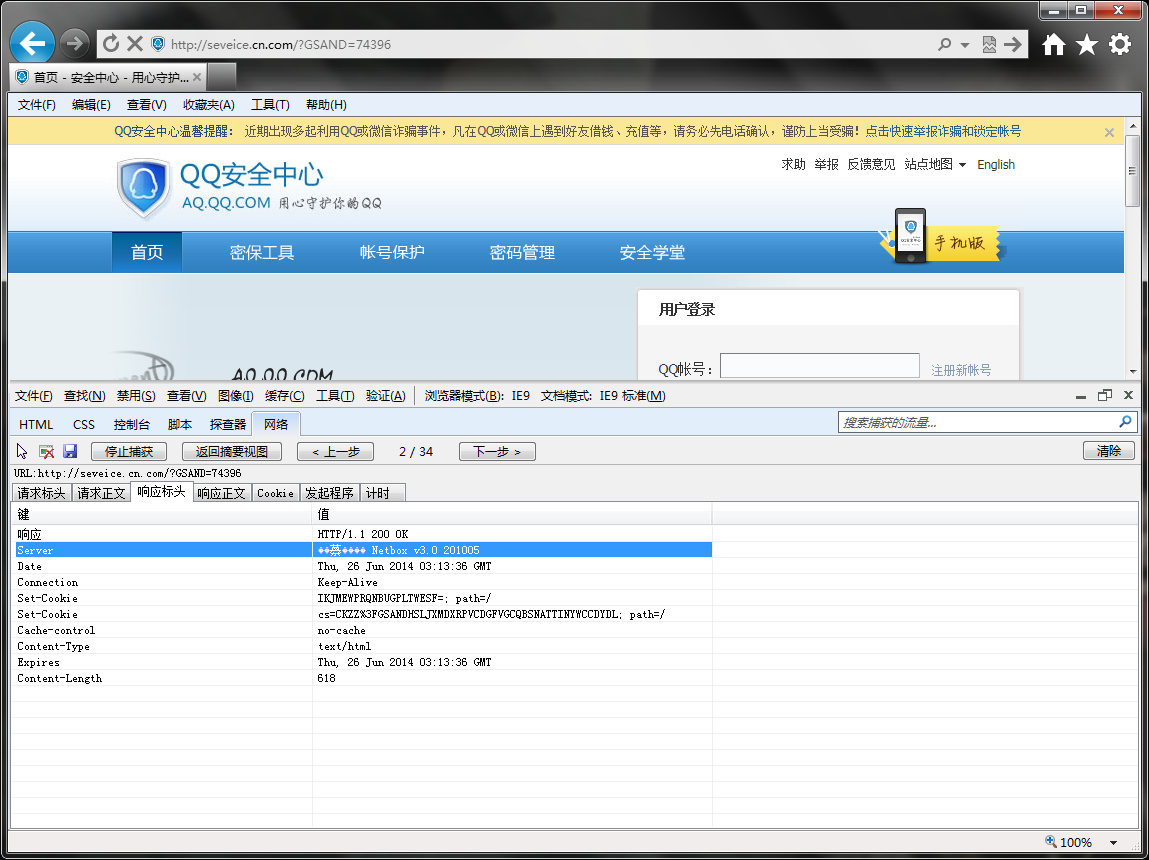 http://seveice.cn.com/?GSAND=74396
首页 - 安全中心 - 用心守护...
文件(F) 编辑(E) 查看(V) 收藏夹(A) 工具(T) 帮助(H)
QQ安全中心温馨提醒： 近期出现多起利用QQ或微信诈骗事件，凡在QQ或微信上遇到好友借钱、充值等，请务必先电话确认，谨防上当受骗！点击快速举报诈骗和锁定帐号
求助 举报 反馈意见 站点地图 English
QQ安全中心
AQ.QQ.COM 用心守护你的QQ
首页 密保工具 帐号保护 密码管理 安全学堂 手机版
用户登录
AQ.QQ.COM
QQ帐号： 注册新帐号
文件(F) 查找(N) 禁用(S) 查看(V) 图像(I) 缓存(C) 工具(T) 验证(A) 浏览器模式(B): IE9 文档模式: IE9 标准(M)
HTML CSS 控制台 脚本 探查器 网络 搜索捕获的流量...
停止捕获 返回摘要视图 < 上一步 2 / 34 下一步 > 清除
URL:http://seveice.cn.com/?GSAND=74396
请求标头 请求正文 响应标头 响应正文 Cookie 发起程序 计时
键 值
响应 HTTP/1.1 200 OK
Server Netbox v3.0 201005
Date Thu, 26 Jun 2014 03:13:36 GMT
Connection Keep-Alive
Set-Cookie IKJMEWPRQNBUGPLTWESF=; path=/
Set-Cookie cs=CKZZ%3FGSANDHSLJXMDXRPVCDGFVGCQBSNATTINYWCCDYDL; path=/
Cache-control no-cache
Content-Type text/html
Expires Thu, 26 Jun 2014 03:13:36 GMT
Content-Length 618
100%